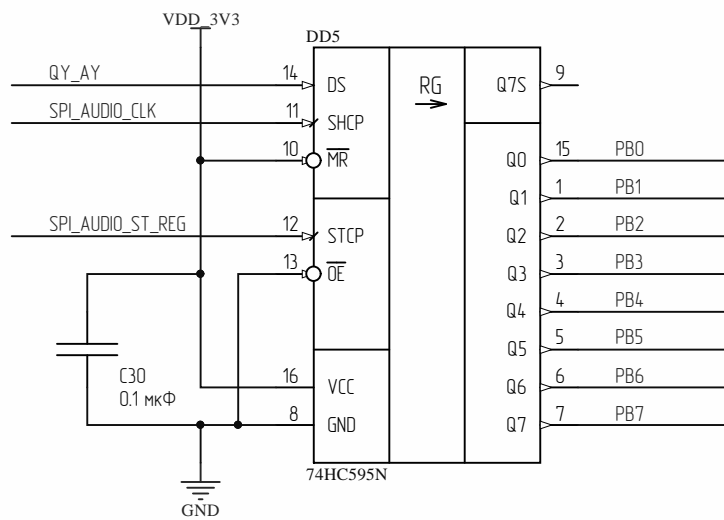 VDD_3V3
DD5
QY_AY 14 DS RG Q7S 9
SPI_AUDIO_CLK 11 SHCP
10 MR Q0 15 PB0
Q1 1 PB1
SPI_AUDIO_ST_REG 12 STCP Q2 2 PB2
13 OE Q3 3 PB3
Q4 4 PB4
Q5 5 PB5
C30
16 VCC Q6 6 PB6
0.1 мкФ
8 GND Q7 7 PB7
74HC595N
GND